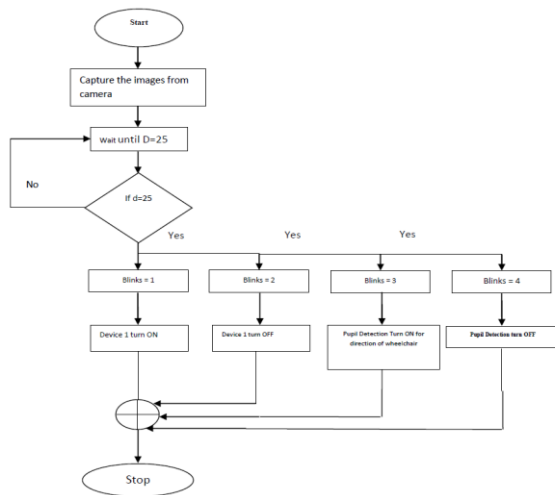 Start
Capture the images from
camera
Wait until D=25
No
If d=25
Yes
Yes
Yes
Blinks = 1
Blinks = 2
Blinks = 3
Blinks = 4
Device 1 turn ON
Device 1 turn OFF
Pupil Detection Turn ON for
direction of wheelchair
Pupil Detection turn OFF
Stop